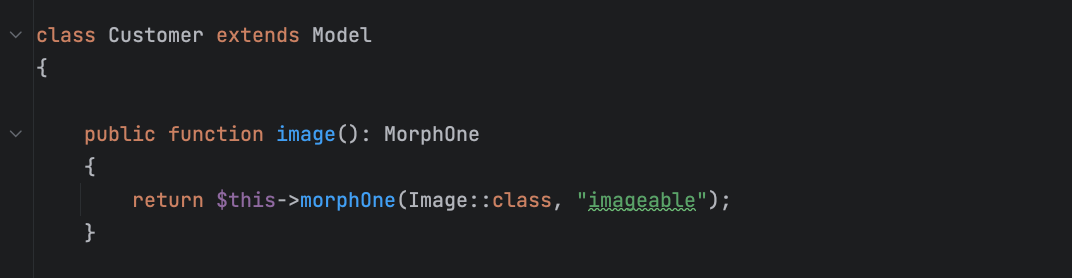 class Customer extends Model
{
public function image(): MorphOne
{
return $this->morphOne(Image::class, "imageable");
}